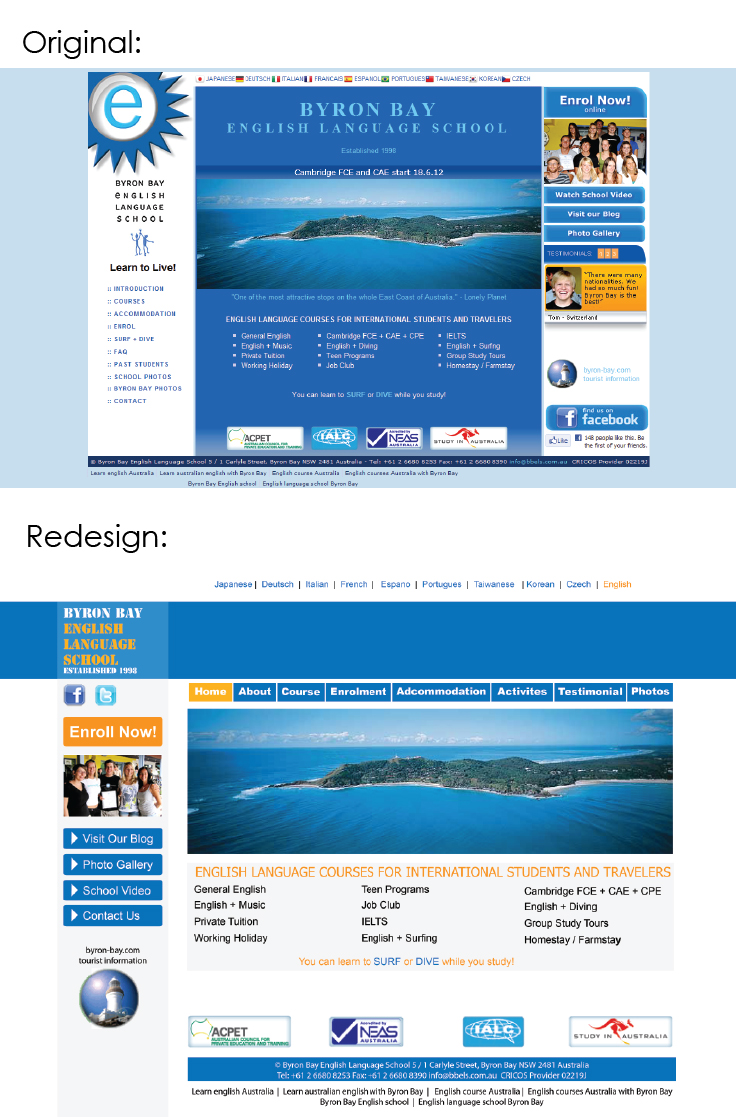 Original:
JAPANESE DEUTSCH ITALIAN FRANCAIS ESPANOL PORTUGUES TAIWANESE KOREAN CZECH
e
BYRON BAY
eNGLISH
LANGUAGE
SCHOOL
Learn to Live!
:: INTRODUCTION
:: COURSES
:: ACCOMMODATION
:: ENROL
:: SURF + DIVE
:: FAQ
:: PAST STUDENTS
:: SCHOOL PHOTOS
:: BYRON BAY PHOTOS
:: CONTACT
BYRON BAY
ENGLISH LANGUAGE SCHOOL
Established 1998
Cambridge FCE and CAE start 18.6.12
"One of the most attractive stops on the whole East Coast of Australia." - Lonely Planet
ENGLISH LANGUAGE COURSES FOR INTERNATIONAL STUDENTS AND TRAVELERS
General English Cambridge FCE + CAE + CPE IELTS
English + Music English + Diving English + Surfing
Private Tuition Teen Programs Group Study Tours
Working Holiday Job Club Homestay / Farmstay
You can learn to SURF or DIVE while you study!
ACPET
AUSTRALIAN COUNCIL FOR
PRIVATE EDUCATION AND TRAINING
IALC
Accredited by
NEAS
AUSTRALIA
STUDY IN AUSTRALIA
Enrol Now!
online
Watch School Video
Visit our Blog
Photo Gallery
TESTIMONIALS: 1 2 3
"There were many
nationalities. We
had so much fun!
Byron Bay is the
best!"
Tom - Switzerland
byron-bay.com
tourist information
find us on
facebook
Like 148 people like this. Be
the first of your friends.
© Byron Bay English Language School 5 / 1 Carlyle Street, Byron Bay NSW 2481 Australia - Tel: +61 2 6680 8253 Fax: +61 2 6680 8390 info@bbels.com.au CRICOS Provider 02219J
Learn english Australia Learn australian english with Byron Bay English course Australia English courses Australia with Byron Bay
Byron Bay English school English language school Byron Bay
Redesign:
Japanese | Deutsch | Italian | French | Espano | Portugues | Taiwanese | Korean | Czech | English
BYRON BAY
ENGLISH
LANGUAGE
SCHOOL
ESTABLISHED 1998
Home About Course Enrolment Adcommodation Activites Testimonial Photos
Enroll Now!
Visit Our Blog
Photo Gallery
School Video
Contact Us
byron-bay.com
tourist information
ENGLISH LANGUAGE COURSES FOR INTERNATIONAL STUDENTS AND TRAVELERS
General English Teen Programs Cambridge FCE + CAE + CPE
English + Music Job Club English + Diving
Private Tuition IELTS Group Study Tours
Working Holiday English + Surfing Homestay / Farmstay
You can learn to SURF or DIVE while you study!
ACPET
AUSTRALIAN COUNCIL FOR
PRIVATE EDUCATION AND TRAINING
Accredited by
NEAS
AUSTRALIA
IALC
STUDY IN AUSTRALIA
© Byron Bay English Language School 5 / 1 Carlyle Street, Byron Bay NSW 2481 Australia
Tel: +61 2 6680 8253 Fax: +61 2 6680 8390 info@bbels.com.au CRICOS Provider 02219J
Learn english Australia | Learn australian english with Byron Bay | English course Australia | English courses Australia with Byron Bay
Byron Bay English school | English language school Byron Bay